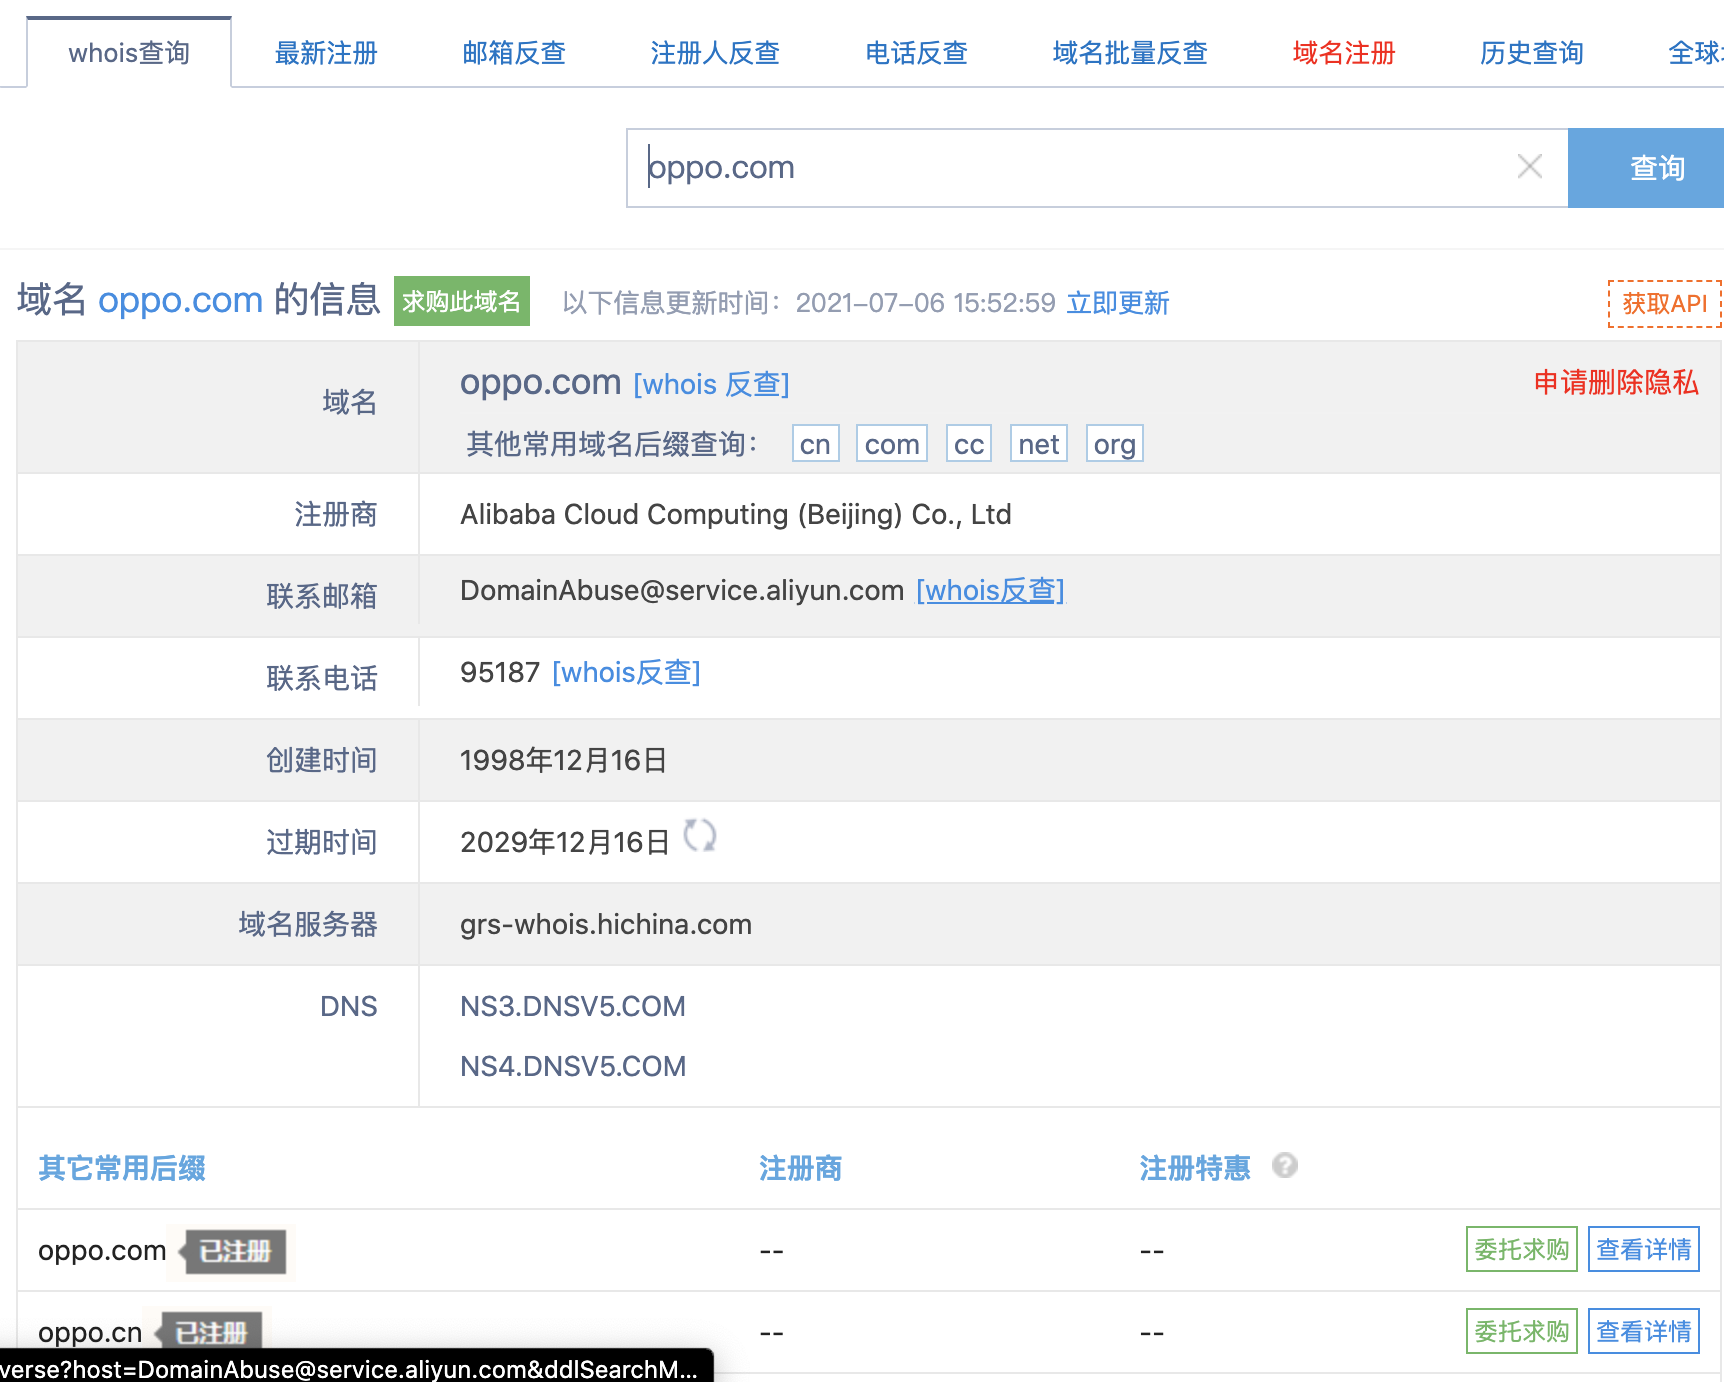 whois查询 最新注册 邮箱反查 注册人反查 电话反查 域名批量反查 域名注册 历史查询 全球
oppo.com 查询
域名 oppo.com 的信息 求购此域名 以下信息更新时间：2021-07-06 15:52:59 立即更新 获取API
域名 oppo.com [whois 反查] 申请删除隐私
其他常用域名后缀查询： cn com cc net org
注册商 Alibaba Cloud Computing (Beijing) Co., Ltd
联系邮箱 DomainAbuse@service.aliyun.com [whois反查]
联系电话 95187 [whois反查]
创建时间 1998年12月16日
过期时间 2029年12月16日
域名服务器 grs-whois.hichina.com
DNS NS3.DNSV5.COM
NS4.DNSV5.COM
其它常用后缀 注册商 注册特惠 ?
oppo.com 已注册 -- -- 委托求购 查看详情
oppo.cn 已注册 -- -- 委托求购 查看详情
verse?host=DomainAbuse@service.aliyun.com&ddlSearchM...